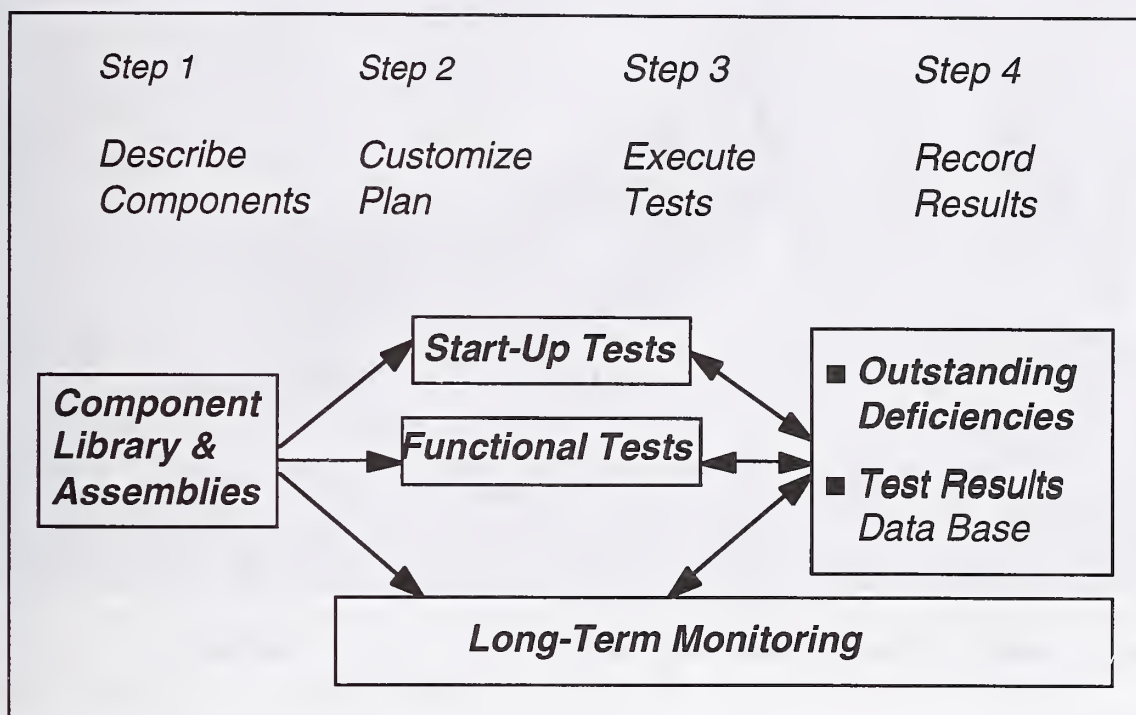 Step 1 Step 2 Step 3 Step 4
Describe Customize Execute Record
Components Plan Tests Results
Start-Up Tests
Component
Library &
Assemblies
Functional Tests
■ Outstanding
Deficiencies
■ Test Results
Data Base
Long-Term Monitoring